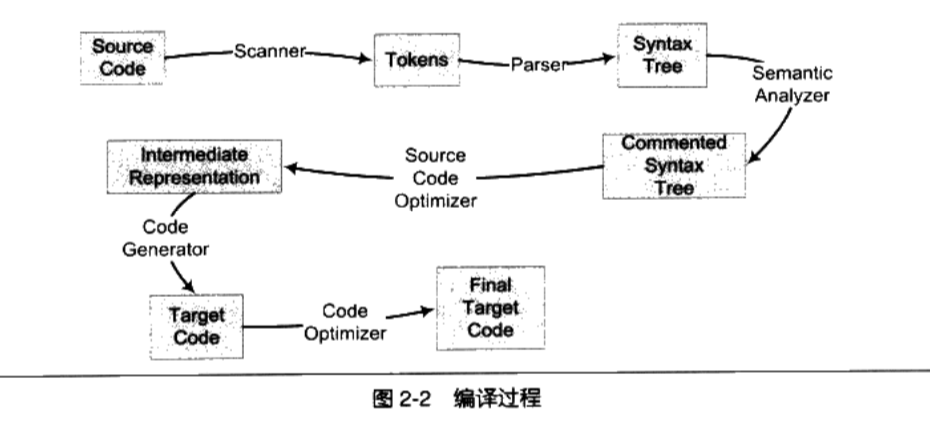 Source
Code
Scanner
Tokens
Parser
Syntax
Tree
Semantic
Analyzer
Commented
Syntax
Tree
Source
Code
Optimizer
Intermediate
Representation
Code
Generator
Target
Code
Code
Optimizer
Final
Target
Code
图 2-2 编译过程